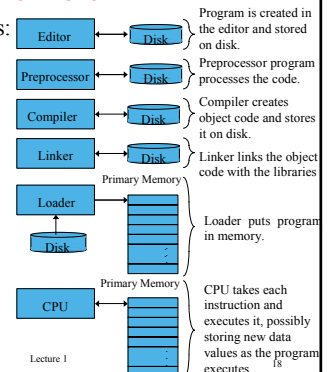 s:
Editor
Disk
Program is created in
the editor and stored
on disk.
Preprocessor
Disk
Preprocessor program
processes the code.
Compiler
Disk
Compiler creates
object code and stores
it on disk.
Linker
Disk
Linker links the object
code with the libraries
Loader
Primary Memory
Disk
Loader puts program
in memory.
CPU
Primary Memory
CPU takes each
instruction and
executes it, possibly
storing new data
values as the program
executes.
Lecture 1
18